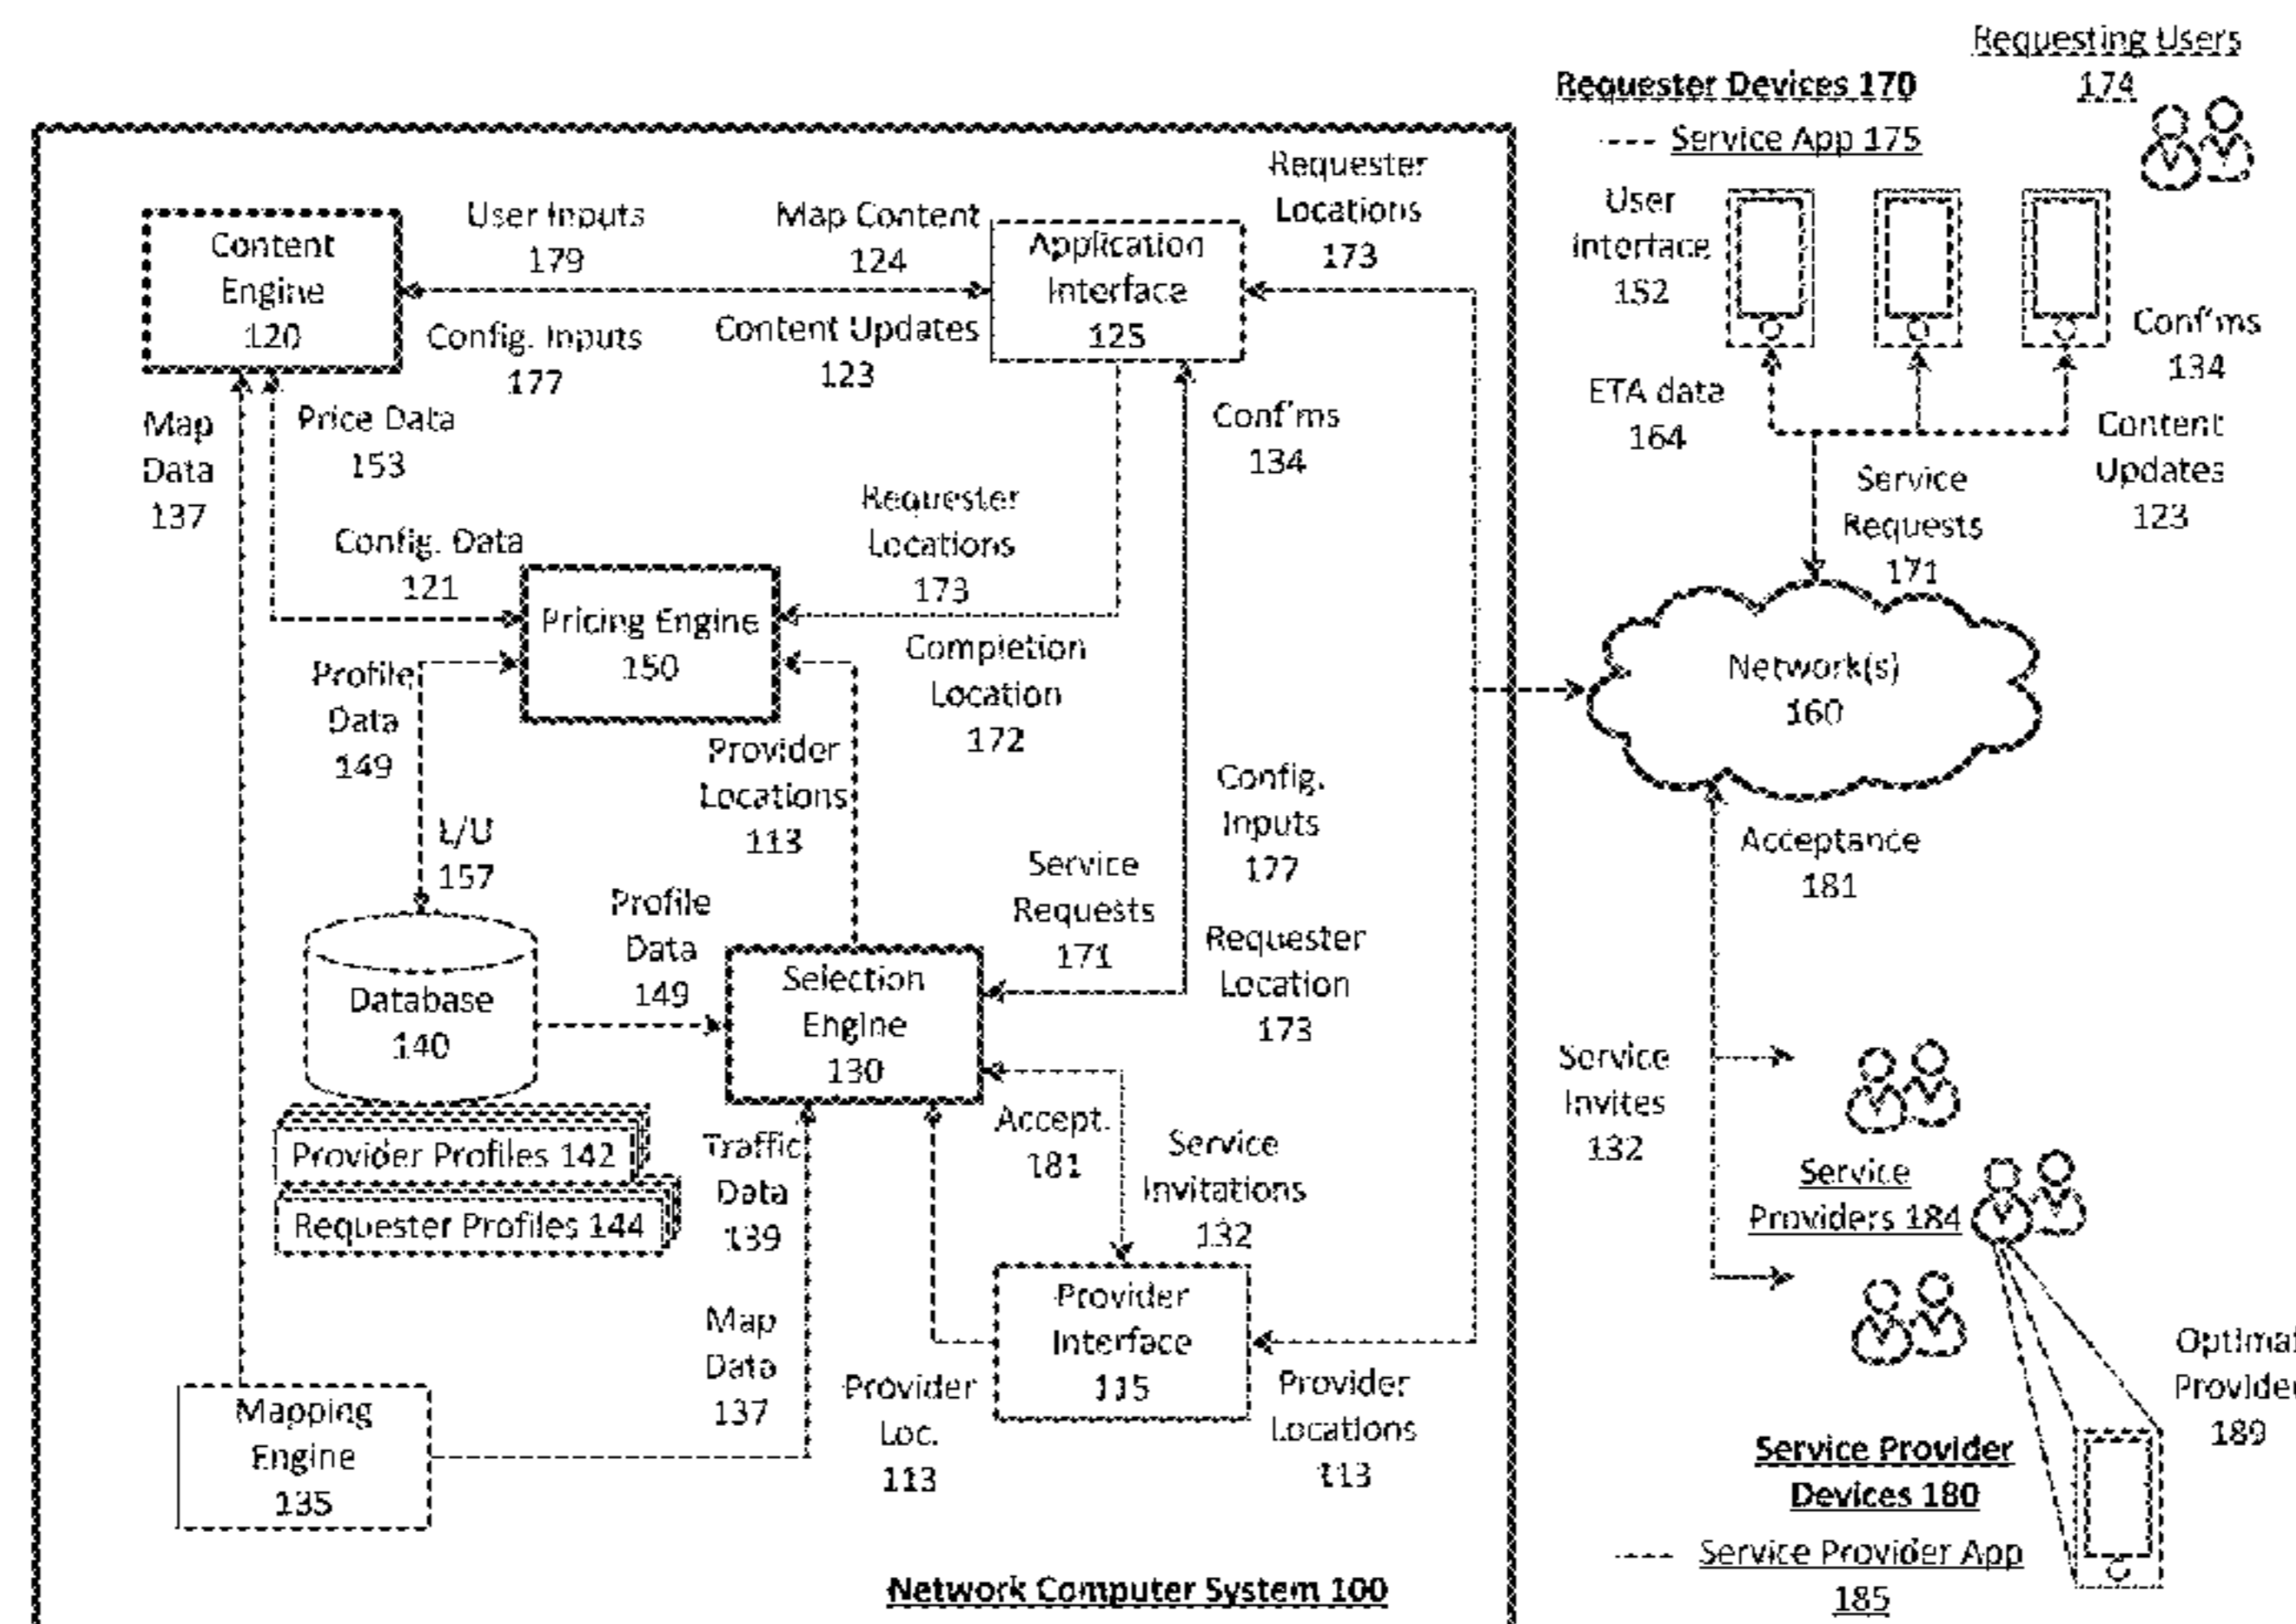 Requesting Users
174
Requester Devices 170
Service App 175
User
Interface
152
Conf'ms
134
ETA data
164
Content
Updates
123
Service
Requests
171
Network(s)
160
Acceptance
181
Service
Invites
132
Service
Providers 184
Optimal
Provider
189
Service Provider
Devices 180
Service Provider App
185
Content
Engine
120
User Inputs
179
Map Content
124
Config. Inputs
177
Content Updates
123
Application
Interface
125
Requester
Locations
173
Map
Data
137
Price Data
153
Config. Data
121
Requester
Locations
173
Conf'ms
134
Pricing Engine
150
Completion
Location
172
Profile
Data
149
L/U
157
Provider
Locations
113
Config.
Inputs
177
Service
Requests
171
Requester
Location
173
Database
140
Profile
Data
149
Selection
Engine
130
Provider Profiles 142
Requester Profiles 144
Traffic
Data
139
Accept.
181
Service
Invitations
132
Map
Data
137
Provider
Interface
115
Provider
Loc.
113
Provider
Locations
113
Mapping
Engine
135
Network Computer System 100